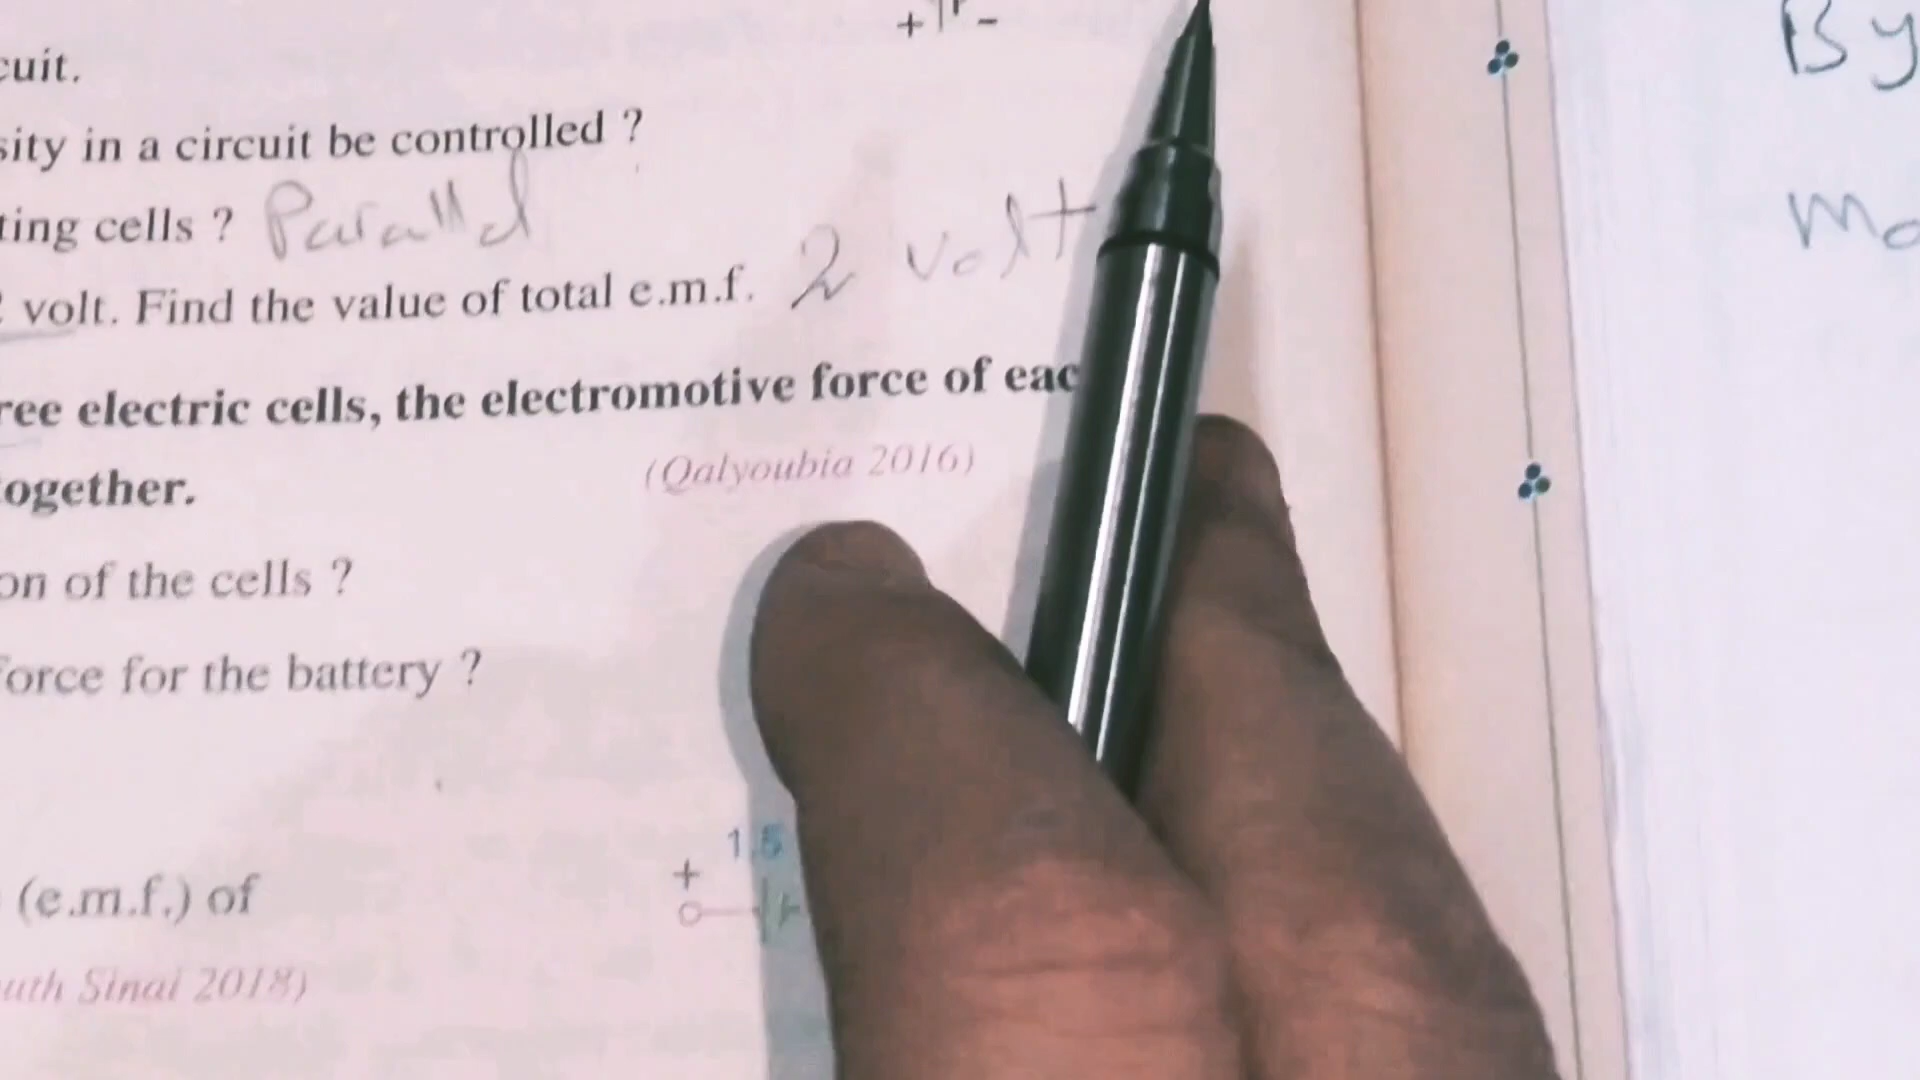 + -
cuit.
sity in a circuit be controlled ?
ting cells ? Parallel
volt. Find the value of total e.m.f. 2 volt
ree electric cells, the electromotive force of eac
(Qalyoubia 2016)
ogether.
on of the cells ?
force for the battery ?
1.5
+
(e.m.f.) of
uth Sinai 2018)
By
Mo